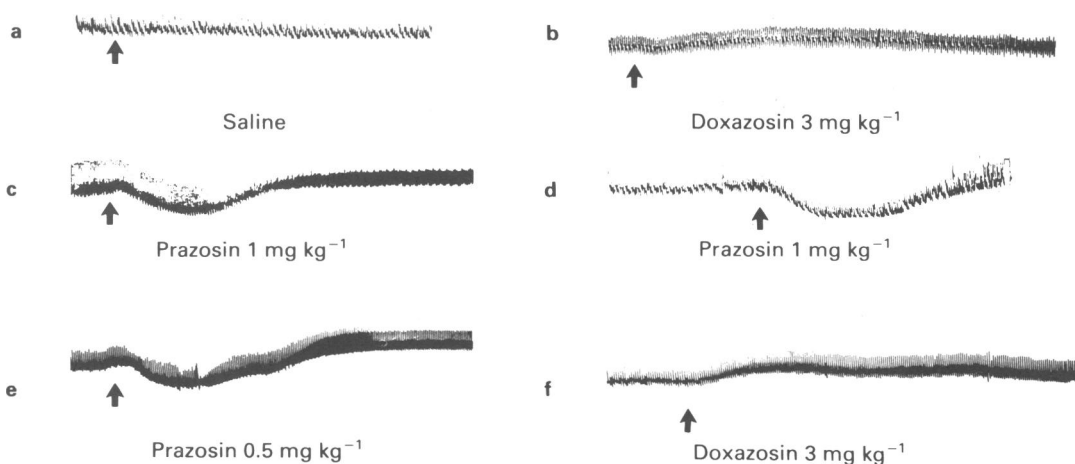 a
b
Saline
Doxazosin 3 mg kg⁻¹
c
d
Prazosin 1 mg kg⁻¹
Prazosin 1 mg kg⁻¹
e
f
Prazosin 0.5 mg kg⁻¹
Doxazosin 3 mg kg⁻¹